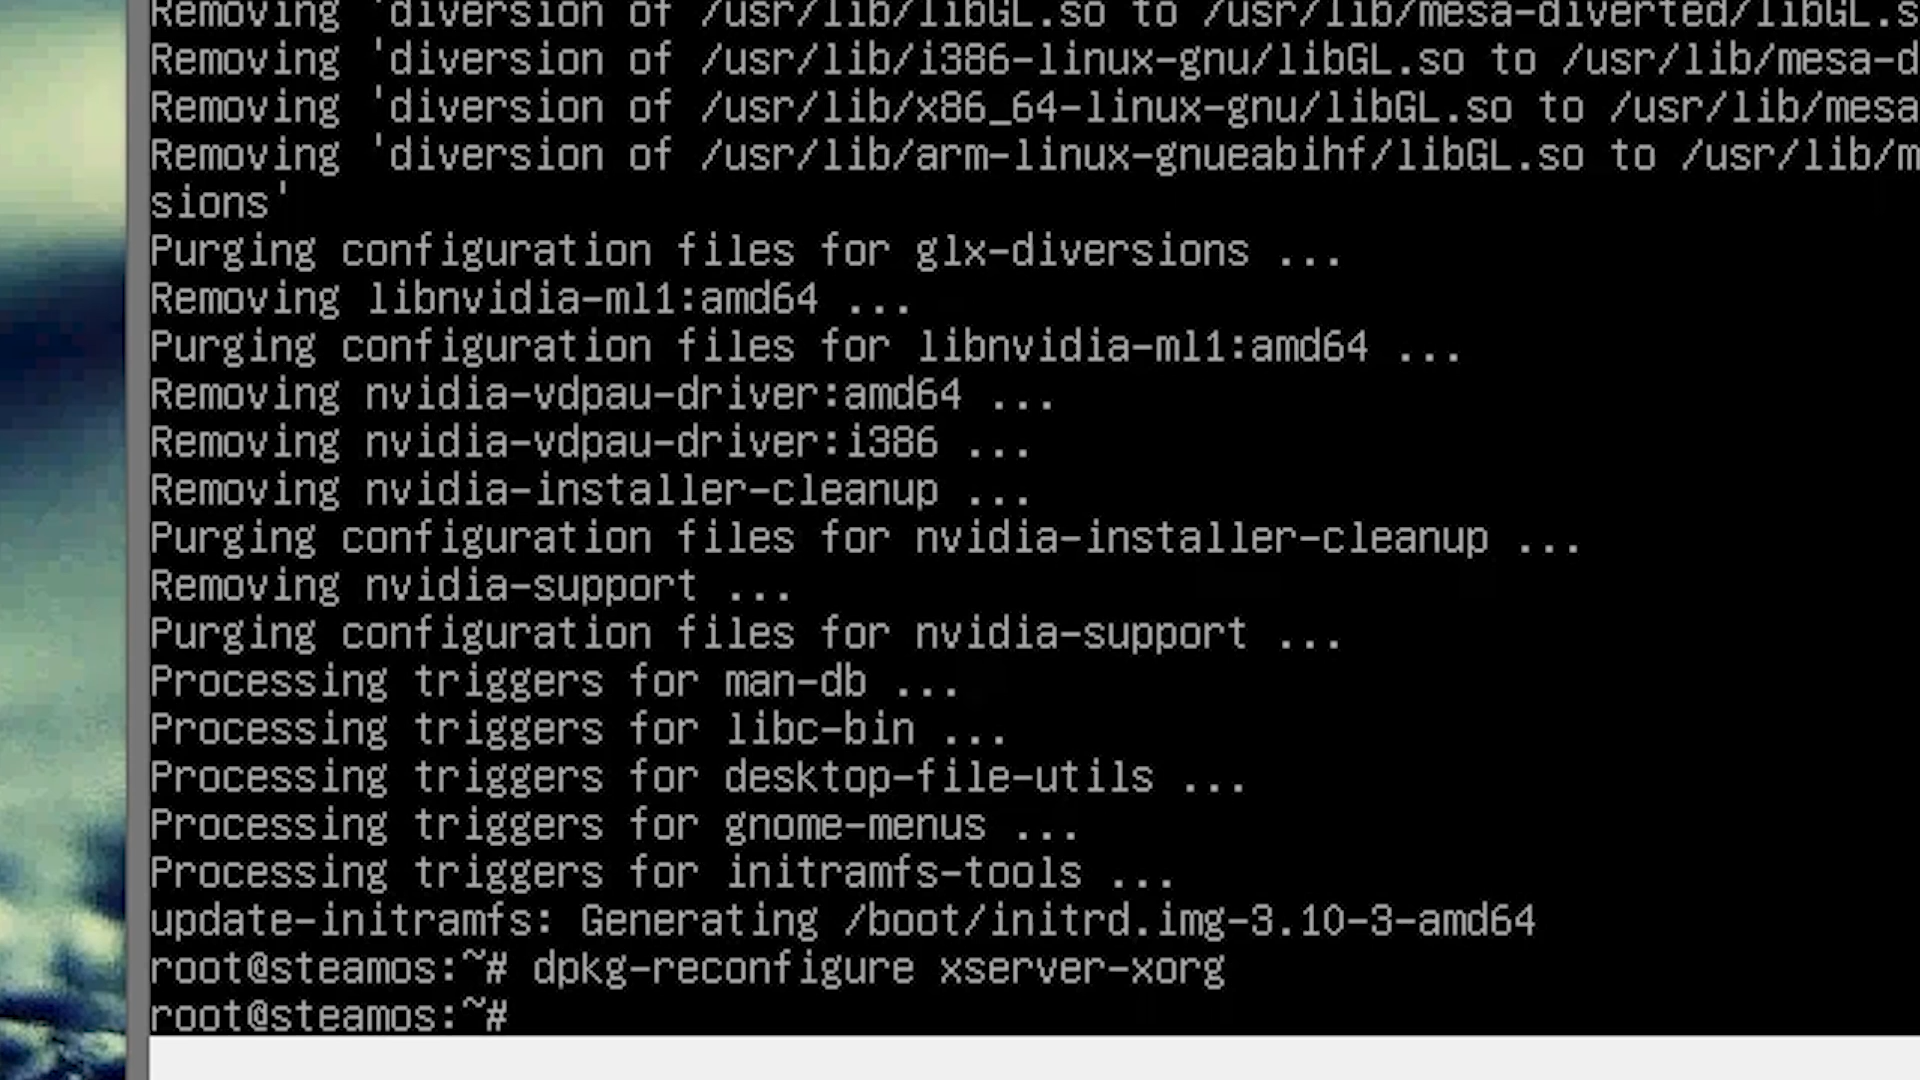 Removing 'diversion of /usr/lib/libGL.so to /usr/lib/mesa-diverted/libGL.s
Removing 'diversion of /usr/lib/i386-linux-gnu/libGL.so to /usr/lib/mesa-d
Removing 'diversion of /usr/lib/x86_64-linux-gnu/libGL.so to /usr/lib/mesa
Removing 'diversion of /usr/lib/arm-linux-gnueabihf/libGL.so to /usr/lib/m
sions'
Purging configuration files for glx-diversions ...
Removing libnvidia-ml1:amd64 ...
Purging configuration files for libnvidia-ml1:amd64 ...
Removing nvidia-vdpau-driver:amd64 ...
Removing nvidia-vdpau-driver:i386 ...
Removing nvidia-installer-cleanup ...
Purging configuration files for nvidia-installer-cleanup ...
Removing nvidia-support ...
Purging configuration files for nvidia-support ...
Processing triggers for man-db ...
Processing triggers for libc-bin ...
Processing triggers for desktop-file-utils ...
Processing triggers for gnome-menus ...
Processing triggers for initramfs-tools ...
update-initramfs: Generating /boot/initrd.img-3.10-3-amd64
root@steamos:~# dpkg-reconfigure xserver-xorg
root@steamos:~#